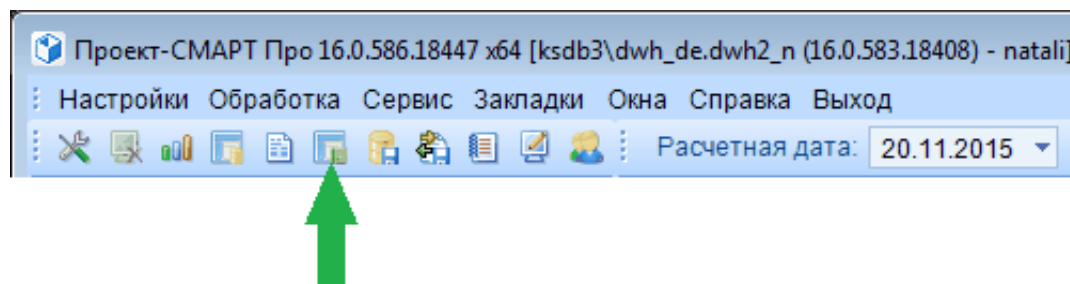 Проект-СМАРТ Про 16.0.586.18447 x64 [ksdb3\dwh_de.dwh2_n (16.0.583.18408) - natali]
Настройки Обработка Сервис Закладки Окна Справка Выход
Расчетная дата: 20.11.2015